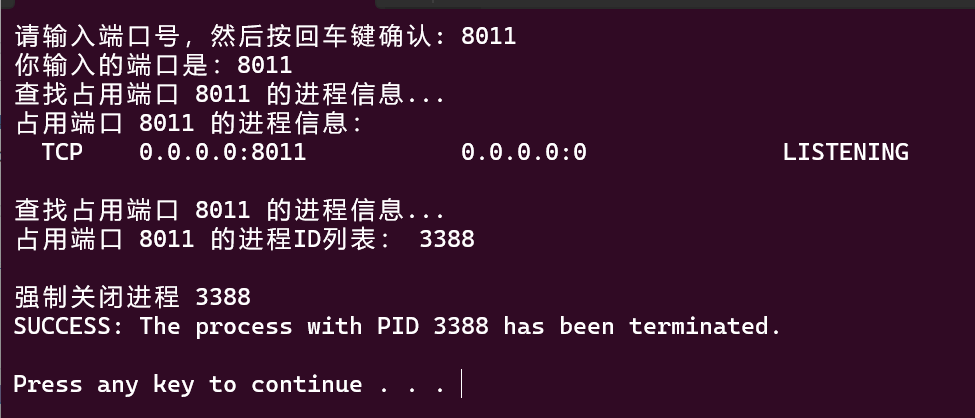 请输入端口号，然后按回车键确认: 8011
你输入的端口是: 8011
查找占用端口 8011 的进程信息...
占用端口 8011 的进程信息:
TCP    0.0.0.0:8011           0.0.0.0:0              LISTENING
查找占用端口 8011 的进程信息...
占用端口 8011 的进程ID列表:  3388
强制关闭进程 3388
SUCCESS: The process with PID 3388 has been terminated.
Press any key to continue . . .